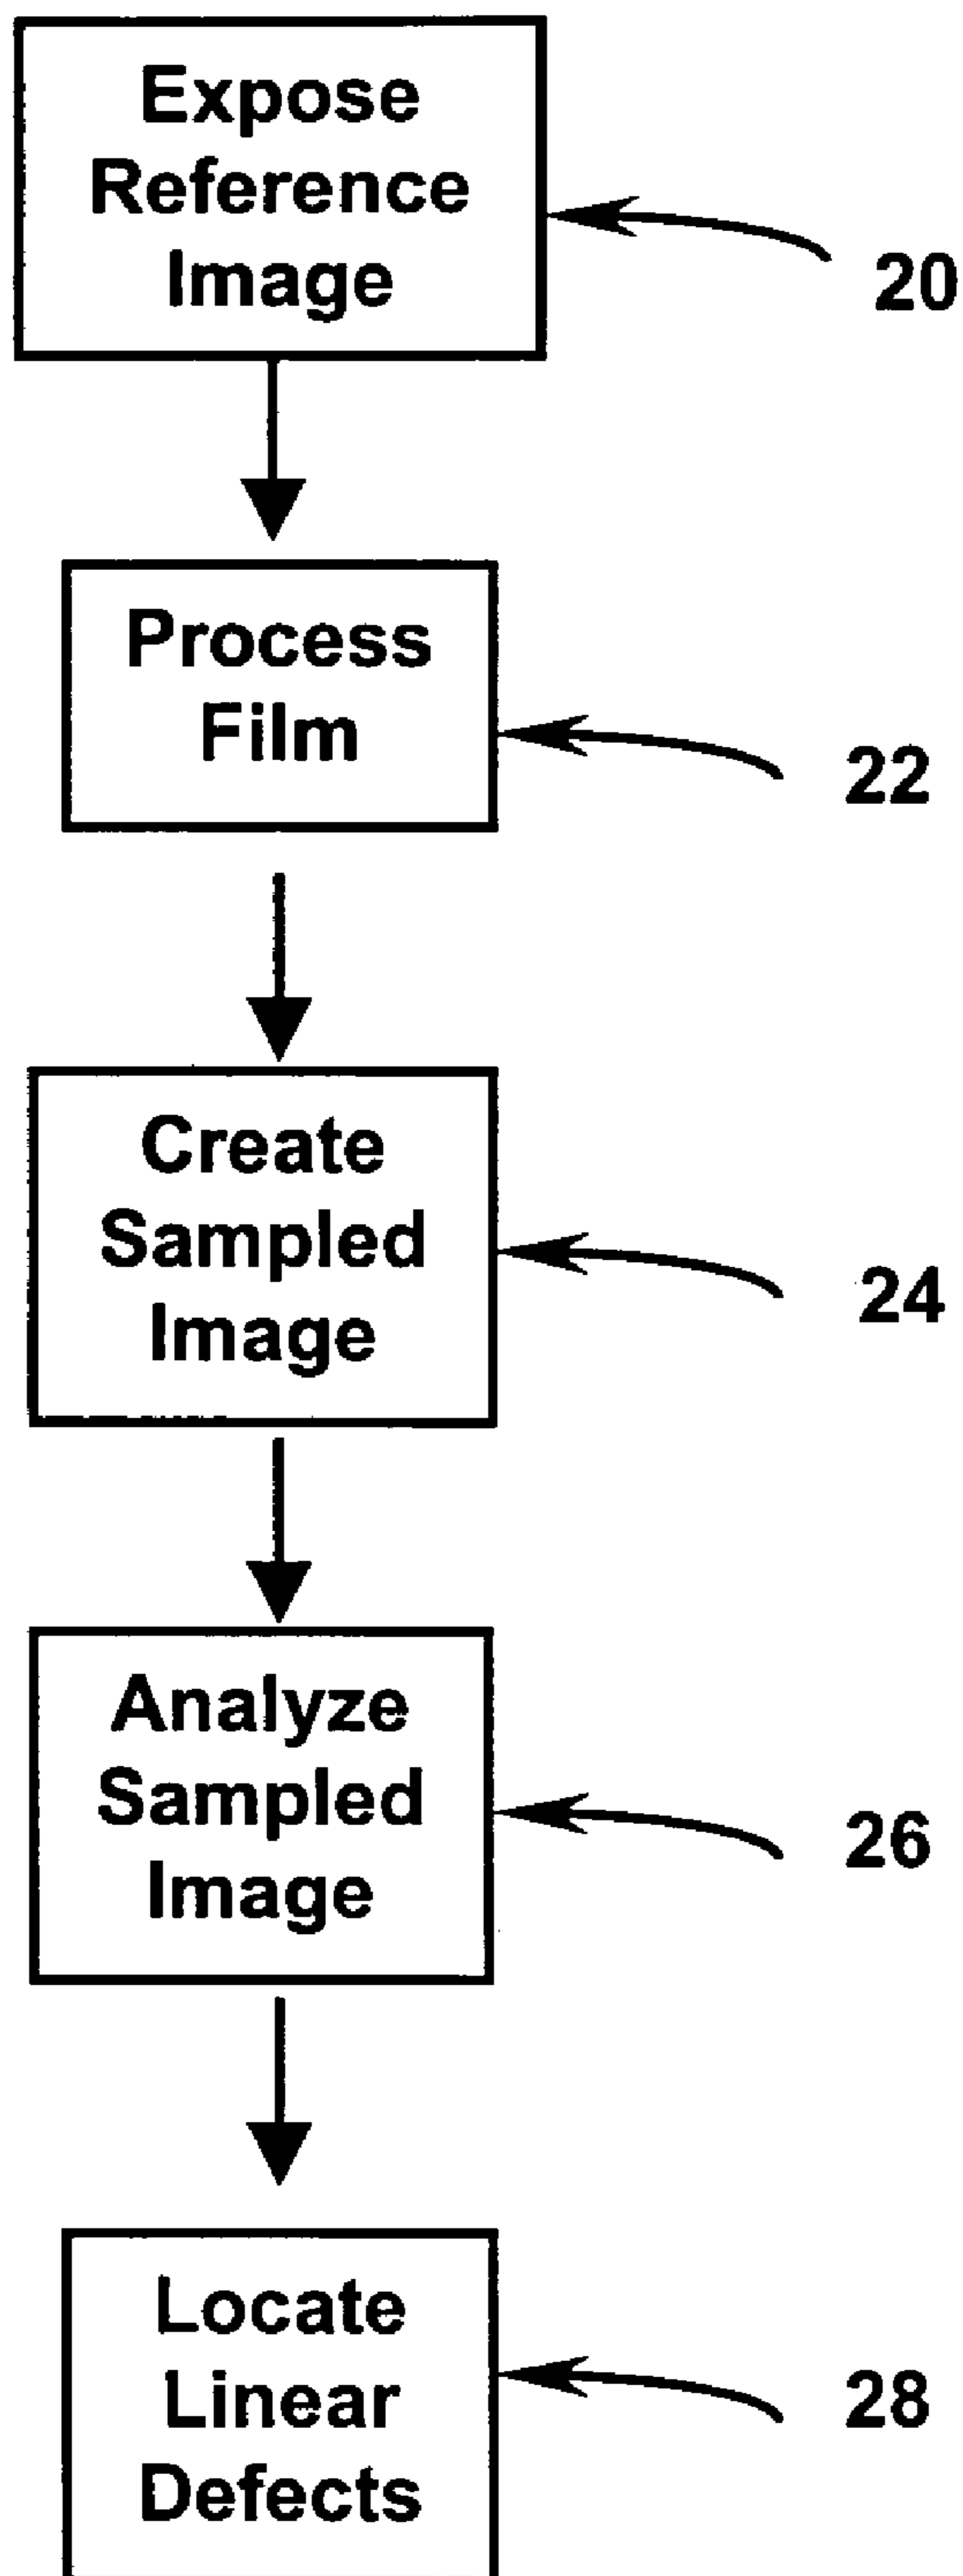 Expose
Reference
Image
20
Process
Film
22
Create
Sampled
Image
24
Analyze
Sampled
Image
26
Locate
Linear
Defects
28